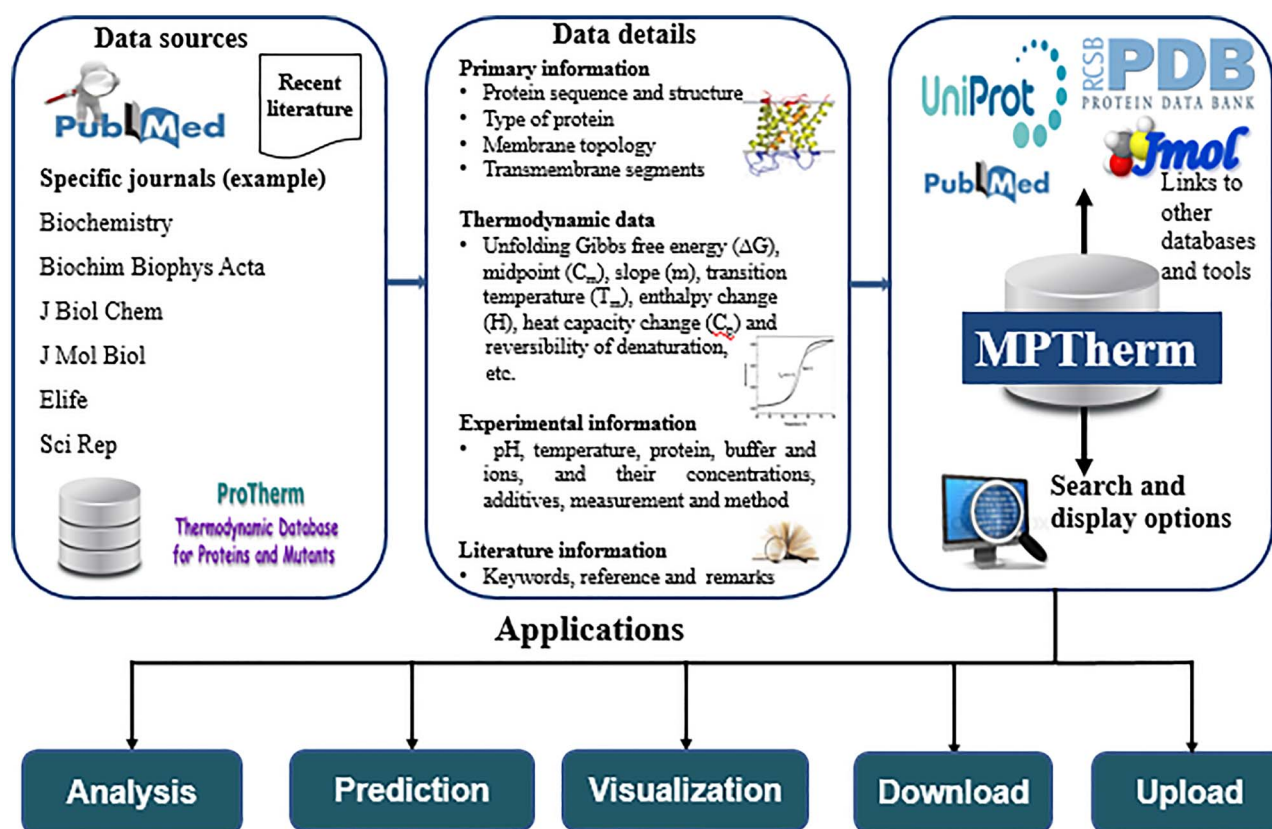 Data sources
PubMed
Recent
literature
Specific journals (example)
Biochemistry
Biochim Biophys Acta
J Biol Chem
J Mol Biol
Elife
Sci Rep
ProTherm
Thermodynamic Database
for Proteins and Mutants
Data details
Primary information
• Protein sequence and structure
• Type of protein
• Membrane topology
• Transmembrane segments
Thermodynamic data
• Unfolding Gibbs free energy (ΔG),
midpoint (Cₘ), slope (m), transition
temperature (Tₘ), enthalpy change
(H), heat capacity change (Cₚ) and
reversibility of denaturation,
etc.
Experimental information
• pH, temperature, protein, buffer and
ions, and their concentrations,
additives, measurement and method
Literature information
• Keywords, reference and remarks
UniProt
RCSB
PDB
PROTEIN DATA BANK
PubMed
Jmol
Links to
other
databases
and tools
MPTherm
Search and
display options
Applications
Analysis
Prediction
Visualization
Download
Upload